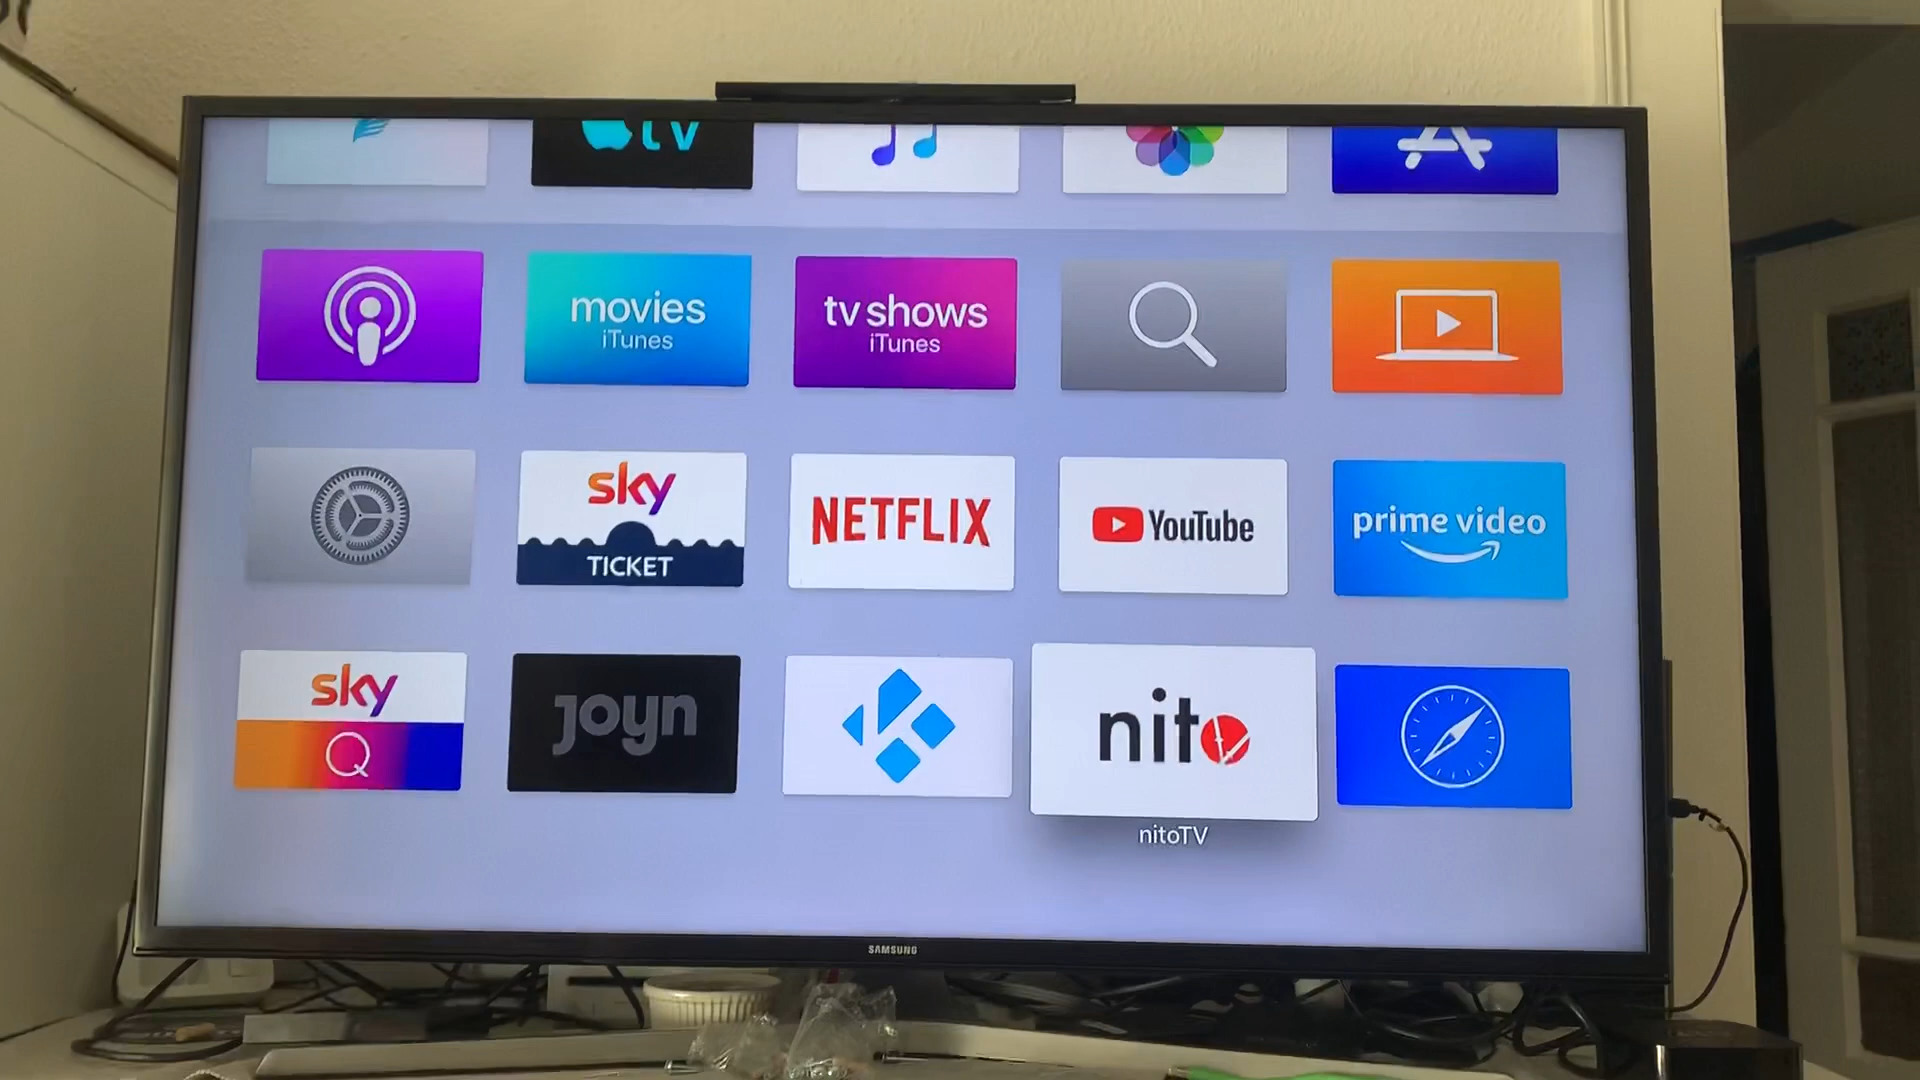 tv
movies
iTunes
tv shows
iTunes
sky
TICKET
NETFLIX
YouTube
prime video
sky
Q
joyn
nito
nitoTV
SAMSUNG